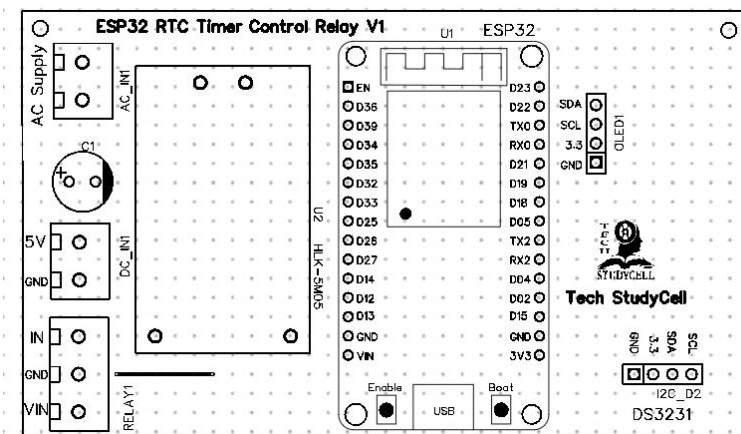 ESP32 RTC Timer Control Relay V1
AC Supply
AC_IN1
C1
+
5V
GND
DC_IN1
IN
GND
VIN
RELAY1
U2
HLK-5M05
U1
ESP32
EN
D36
D39
D34
D35
D32
D33
D25
D26
D27
D14
D12
D13
GND
VIN
D23
D22
TX0
RX0
D21
D19
D18
D05
TX2
RX2
D04
D02
D15
GND
3V3
Enable
USB
Boot
SDA
SCL
3.3
GND
OLED1
TECH
STUDYCELL
Tech StudyCell
GND
3.3
SDA
SCL
I2C_D2
DS3231